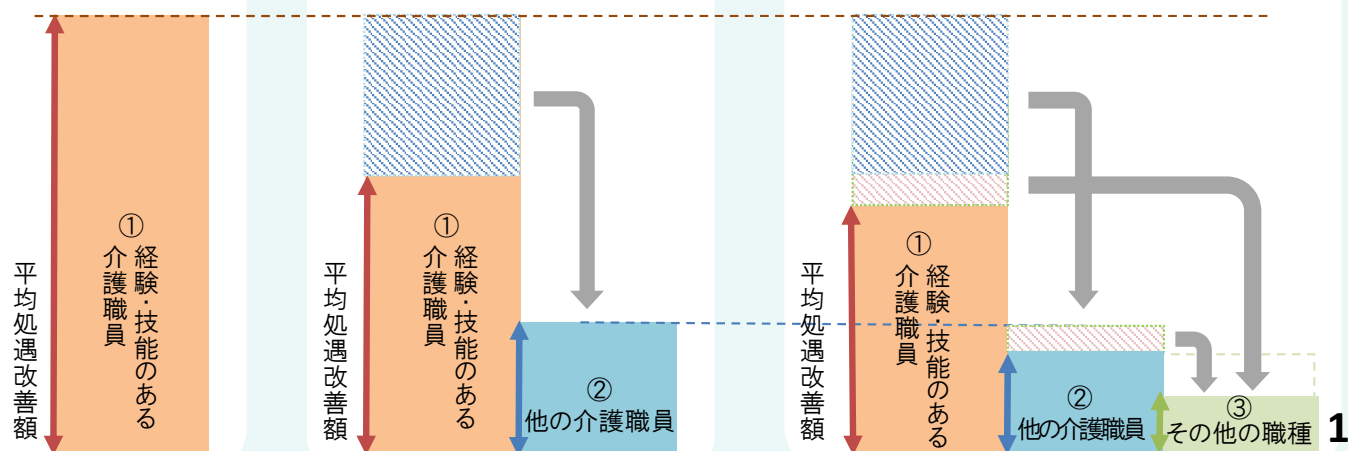 平均処遇改善額
①
経験・技能のある
介護職員
平均処遇改善額
①
経験・技能のある
介護職員
②
他の介護職員
平均処遇改善額
①
経験・技能のある
介護職員
②
他の介護職員
③
その他の職種
1